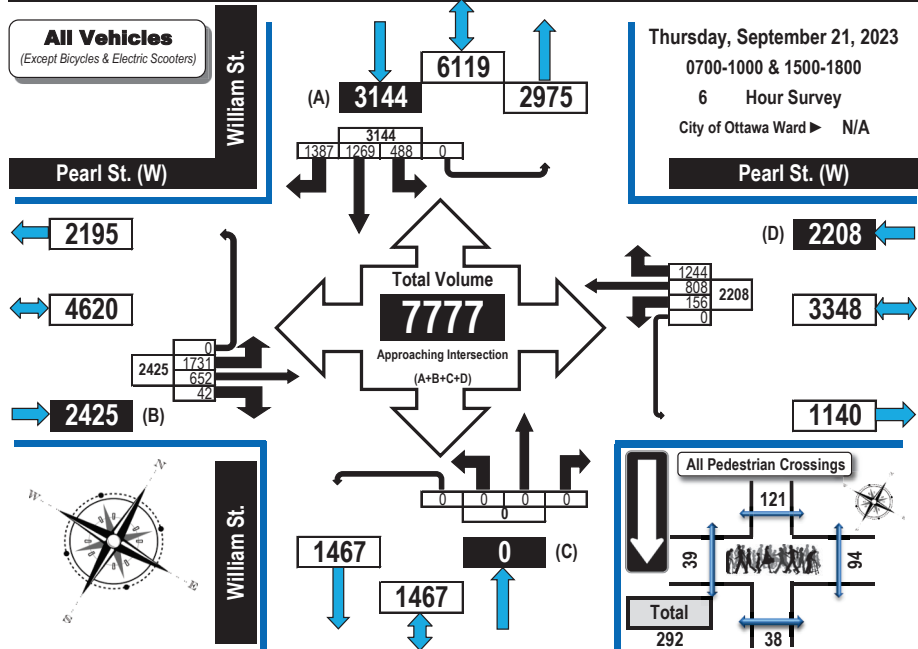 All Vehicles
(Except Bicycles & Electric Scooters)
William St.
Pearl St. (W)
6119
(A) 3144
2975
3144
1387 1269 488 0
Thursday, September 21, 2023
0700-1000 & 1500-1800
6 Hour Survey
City of Ottawa Ward ► N/A
Pearl St. (W)
2195
4620
2425
0
1731
652
42
2425 (B)
Total Volume
7777
Approaching Intersection
(A+B+C+D)
(D) 2208
1244
808
156
0
2208
3348
1140
N
W
E
S
William St.
0 0 0 0
0
1467
0 (C)
1467
All Pedestrian Crossings
121
39
94
Total
292
38